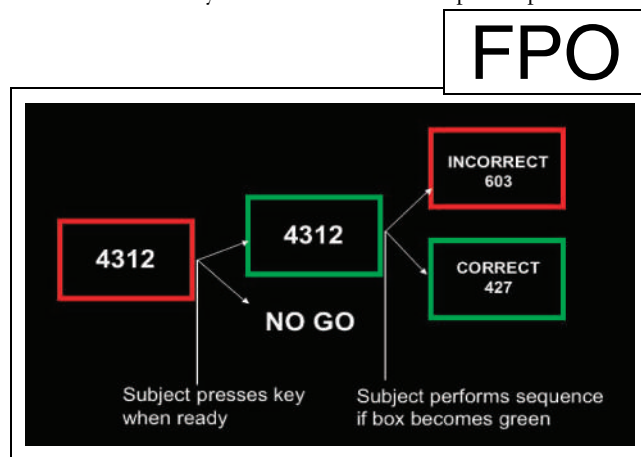 FPO
INCORRECT
603
4312
4312
CORRECT
427
NO GO
Subject presses key
when ready
Subject performs sequence
if box becomes green